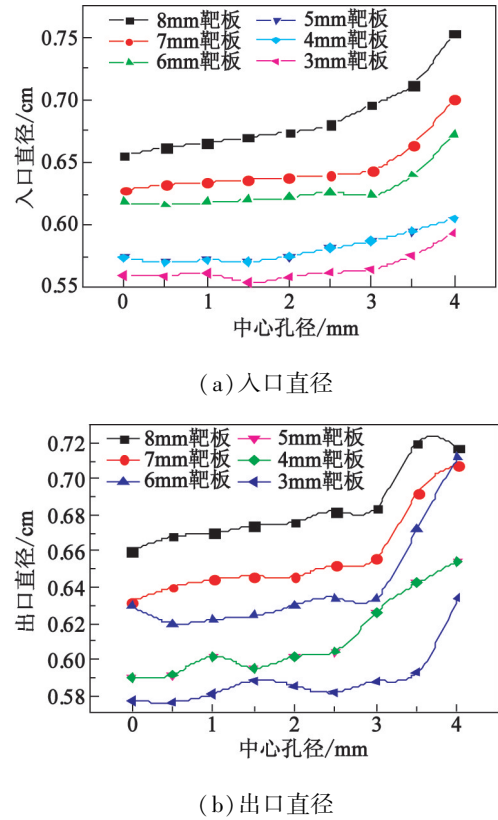 8mm靶板 5mm靶板
7mm靶板 4mm靶板
6mm靶板 3mm靶板
入口直径/cm
0.75
0.70
0.65
0.60
0.55
0 1 2 3 4
中心孔径/mm
(a)入口直径
8mm靶板 5mm靶板
7mm靶板 4mm靶板
6mm靶板 3mm靶板
出口直径/cm
0.72
0.70
0.68
0.66
0.64
0.62
0.60
0.58
0 1 2 3 4
中心孔径/mm
(b)出口直径